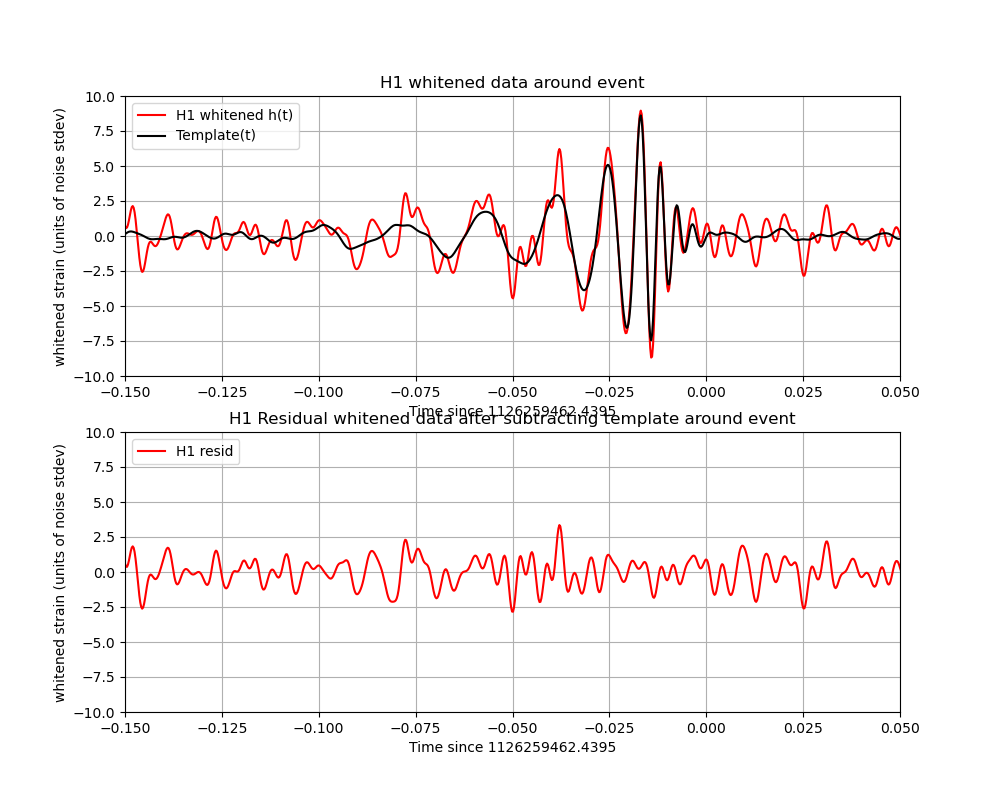 H1 whitened data around event
whitened strain (units of noise stdev)
10.0
7.5
5.0
2.5
0.0
−2.5
−5.0
−7.5
−10.0
H1 whitened h(t)
Template(t)
−0.150 −0.125 −0.100 −0.075 −0.050 −0.025 0.000 0.025 0.050
Time since 1126259462.4395
H1 Residual whitened data after subtracting template around event
whitened strain (units of noise stdev)
10.0
7.5
5.0
2.5
0.0
−2.5
−5.0
−7.5
−10.0
H1 resid
−0.150 −0.125 −0.100 −0.075 −0.050 −0.025 0.000 0.025 0.050
Time since 1126259462.4395